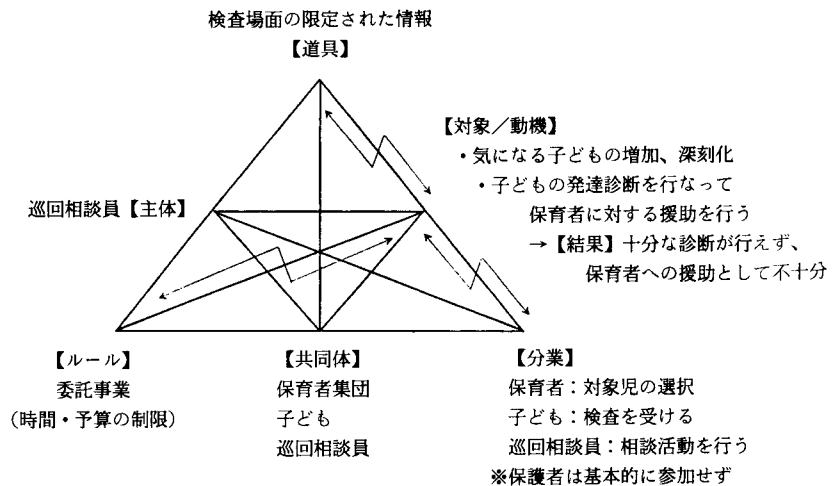 検査場面の限定された情報
【道具】
【対象／動機】
・気になる子どもの増加、深刻化
・子どもの発達診断を行なって
保育者に対する援助を行う
→【結果】十分な診断が行えず、
保育者への援助として不十分
巡回相談員【主体】
【ルール】
委託事業
（時間・予算の制限）
【共同体】
保育者集団
子ども
巡回相談員
【分業】
保育者：対象児の選択
子ども：検査を受ける
巡回相談員：相談活動を行う
※保護者は基本的に参加せず